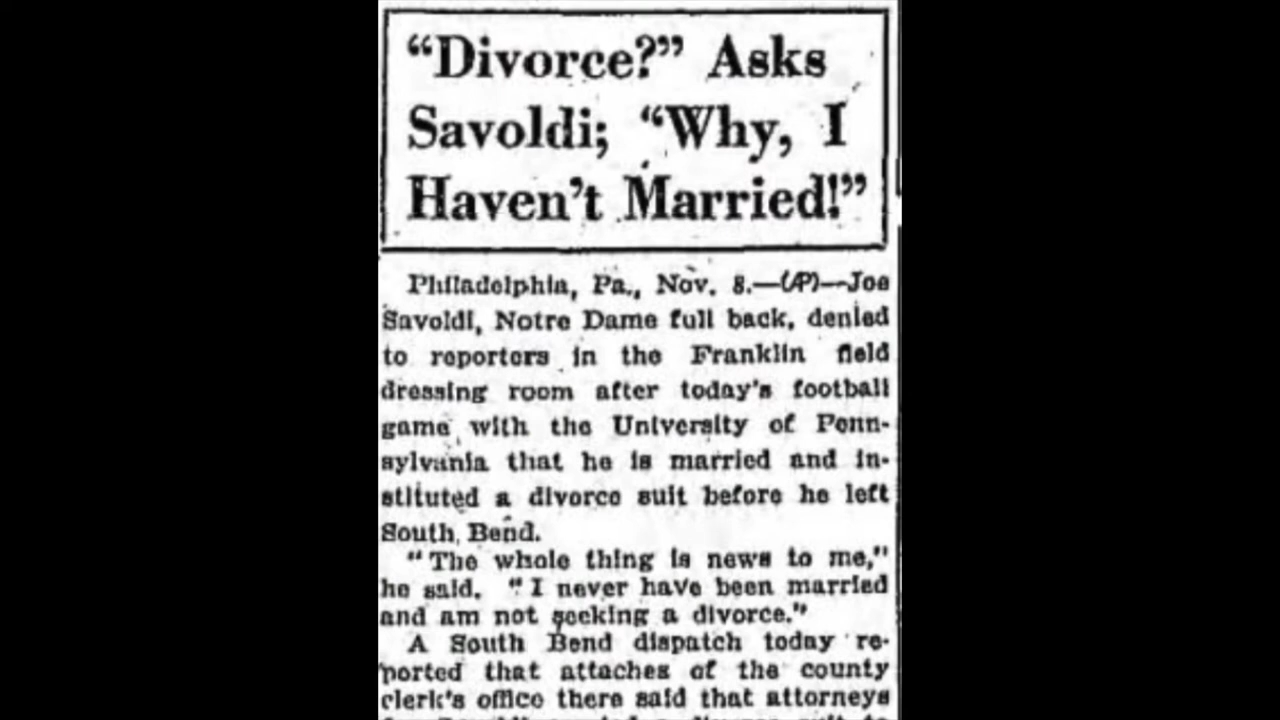 “Divorce?” Asks
Savoldi; “Why, I
Haven’t Married!”
Philadelphia, Pa., Nov. 8.—(AP)—Joe
Savoldi, Notre Dame full back, denied
to reporters in the Franklin field
dressing room after today's football
game with the University of Penn-
sylvania that he is married and in-
stituted a divorce suit before he left
South Bend.
"The whole thing is news to me,"
he said. "I never have been married
and am not seeking a divorce."
A South Bend dispatch today re-
ported that attaches of the county
clerk's office there said that attorneys